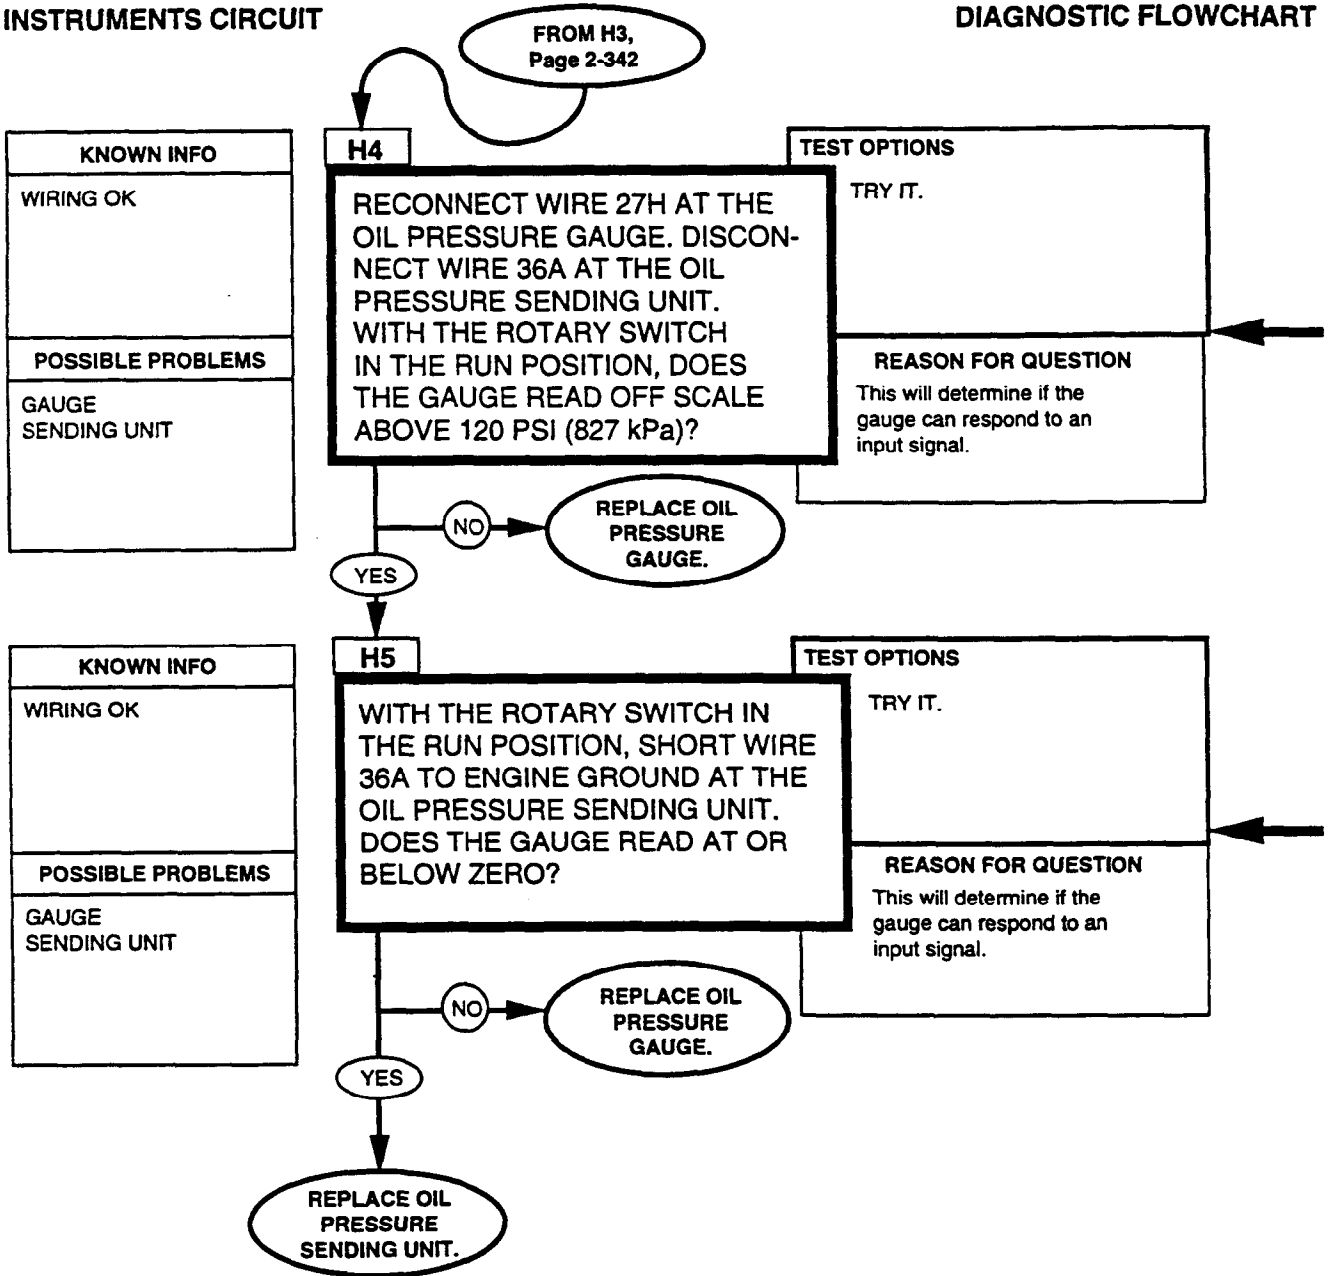 INSTRUMENTS CIRCUIT
DIAGNOSTIC FLOWCHART
FROM H3,
Page 2-342
KNOWN INFO
WIRING OK
POSSIBLE PROBLEMS
GAUGE
SENDING UNIT
H4
RECONNECT WIRE 27H AT THE
OIL PRESSURE GAUGE. DISCON-
NECT WIRE 36A AT THE OIL
PRESSURE SENDING UNIT.
WITH THE ROTARY SWITCH
IN THE RUN POSITION, DOES
THE GAUGE READ OFF SCALE
ABOVE 120 PSI (827 kPa)?
TEST OPTIONS
TRY IT.
REASON FOR QUESTION
This will determine if the
gauge can respond to an
input signal.
NO
REPLACE OIL
PRESSURE
GAUGE.
YES
KNOWN INFO
WIRING OK
POSSIBLE PROBLEMS
GAUGE
SENDING UNIT
H5
WITH THE ROTARY SWITCH IN
THE RUN POSITION, SHORT WIRE
36A TO ENGINE GROUND AT THE
OIL PRESSURE SENDING UNIT.
DOES THE GAUGE READ AT OR
BELOW ZERO?
TEST OPTIONS
TRY IT.
REASON FOR QUESTION
This will determine if the
gauge can respond to an
input signal.
NO
REPLACE OIL
PRESSURE
GAUGE.
YES
REPLACE OIL
PRESSURE
SENDING UNIT.